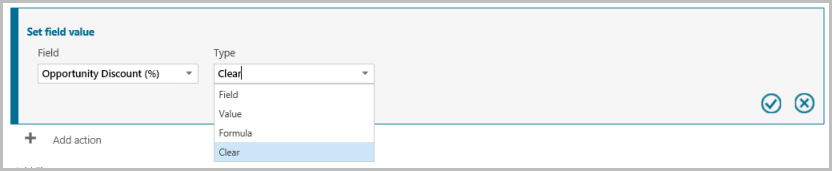 Set field value
Field Type
Opportunity Discount (%) Clear
Field
Value
Formula
Clear
Add action